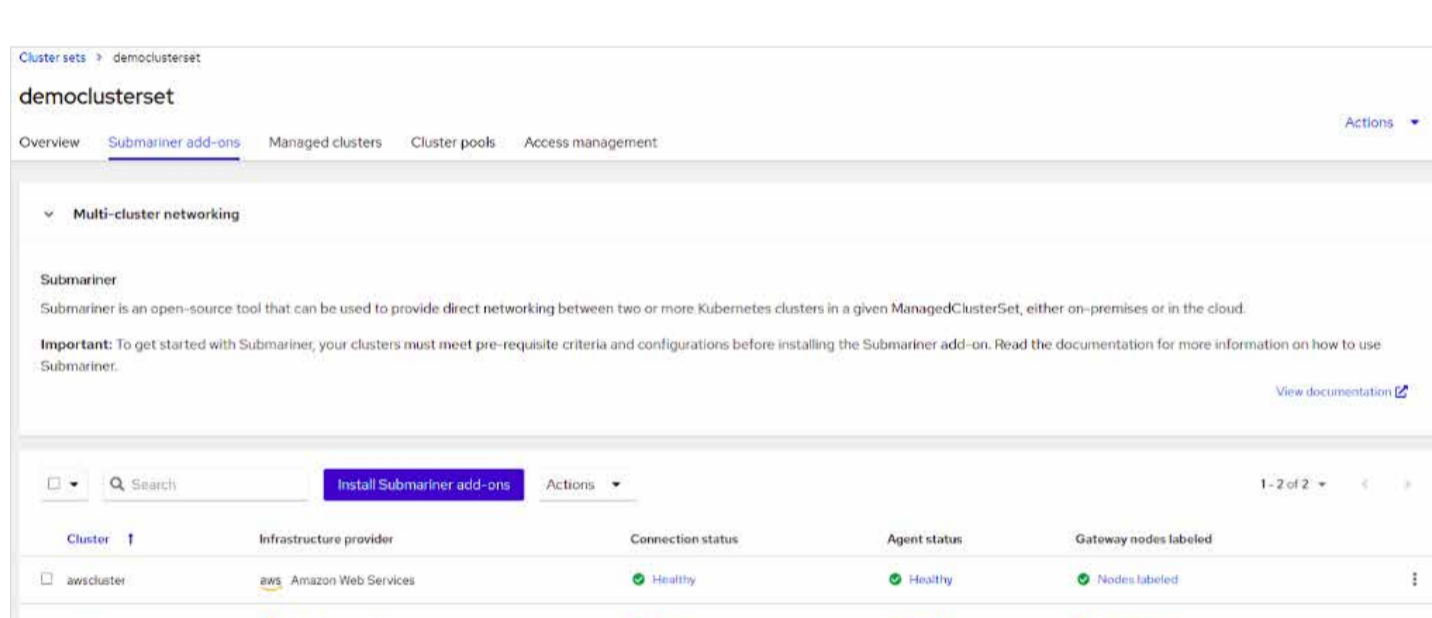 Cluster sets > democlusterset
democlusterset
Actions
Overview Submariner add-ons Managed clusters Cluster pools Access management
Multi-cluster networking
Submariner
Submariner is an open-source tool that can be used to provide direct networking between two or more Kubernetes clusters in a given ManagedClusterSet, either on-premises or in the cloud.
Important: To get started with Submariner, your clusters must meet pre-requisite criteria and configurations before installing the Submariner add-on. Read the documentation for more information on how to use
Submariner.
View documentation
Search Install Submariner add-ons Actions 1 - 2 of 2
Cluster Infrastructure provider Connection status Agent status Gateway nodes labeled
awscluster aws Amazon Web Services Healthy Healthy Nodes labeled